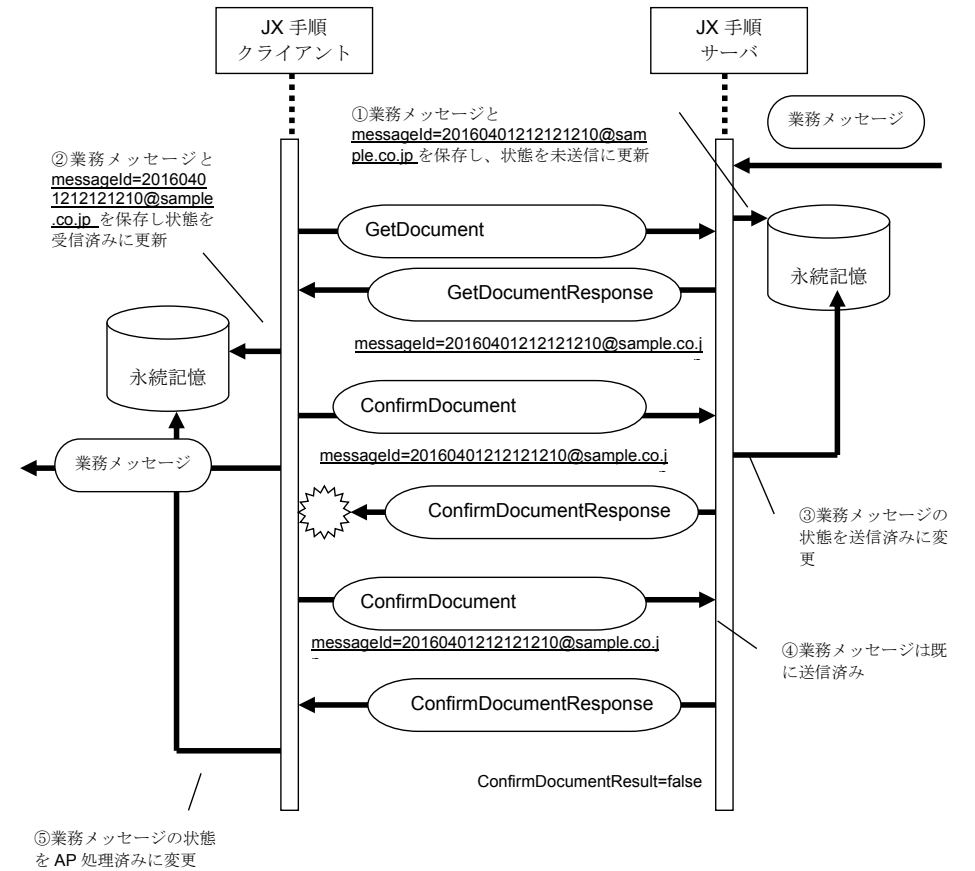 JX 手順
クライアント
JX 手順
サーバ
①業務メッセージと
messageId=20160401212121210@sam
ple.co.jp を保存し、状態を未送信に更新
業務メッセージ
②業務メッセージと
messageId=2016040
1212121210@sample
.co.jp を保存し状態を
受信済みに更新
GetDocument
永続記憶
GetDocumentResponse
messageId=20160401212121210@sample.co.j
永続記憶
ConfirmDocument
業務メッセージ
messageId=20160401212121210@sample.co.j
ConfirmDocumentResponse
③業務メッセージの
状態を送信済みに変
更
ConfirmDocument
messageId=20160401212121210@sample.co.j
④業務メッセージは既
に送信済み
ConfirmDocumentResponse
ConfirmDocumentResult=false
⑤業務メッセージの状態
を AP 処理済みに変更